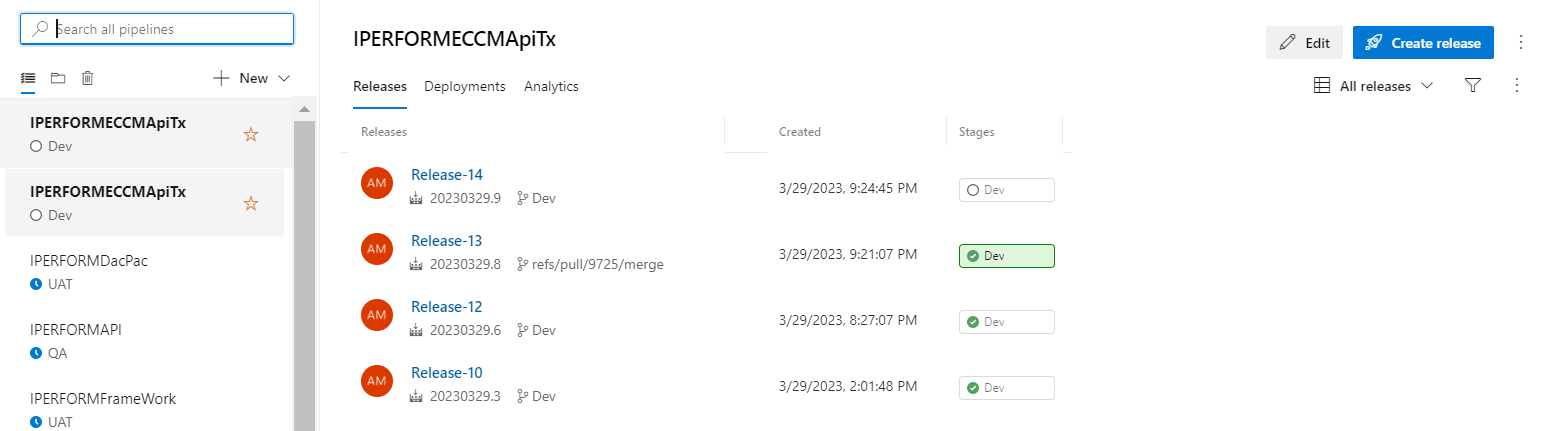 Search all pipelines
New
IPERFORMECCMApiTx
Dev
IPERFORMECCMApiTx
Dev
IPERFORMDacPac
UAT
IPERFORMAPI
QA
IPERFORMFrameWork
UAT
IPERFORMECCMApiTx
Edit
Create release
Releases Deployments Analytics
All releases
Releases Created Stages
AM Release-14 3/29/2023, 9:24:45 PM Dev
20230329.9 Dev
AM Release-13 3/29/2023, 9:21:07 PM Dev
20230329.8 refs/pull/9725/merge
AM Release-12 3/29/2023, 8:27:07 PM Dev
20230329.6 Dev
AM Release-10 3/29/2023, 2:01:48 PM Dev
20230329.3 Dev